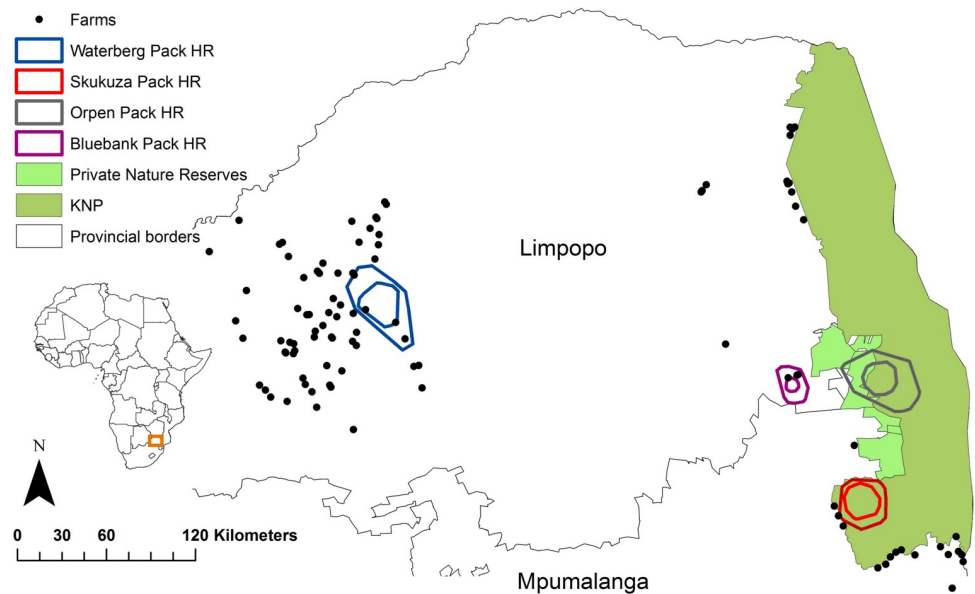 Farms
Waterberg Pack HR
Skukuza Pack HR
Orpen Pack HR
Bluebank Pack HR
Private Nature Reserves
KNP
Provincial borders
Limpopo
N
0 30 60 120 Kilometers
Mpumalanga